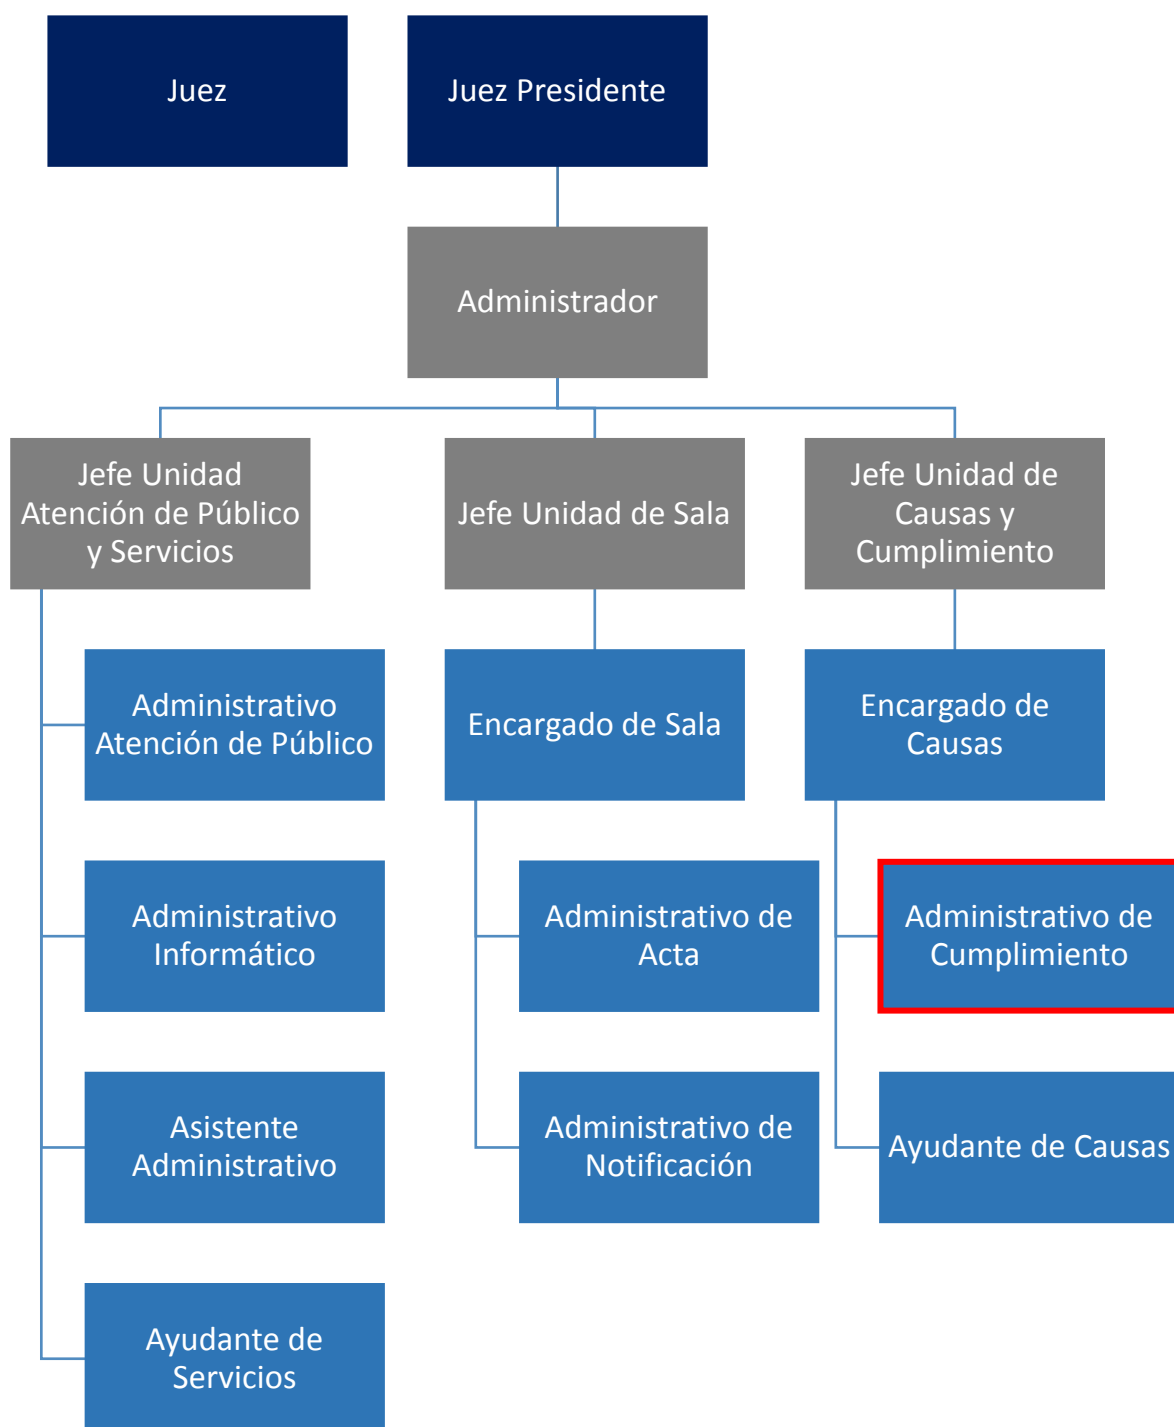 Juez
Juez Presidente
Administrador
Jefe Unidad
Atención de Público
y Servicios
Jefe Unidad de Sala
Jefe Unidad de
Causas y
Cumplimiento
Administrativo
Atención de Público
Encargado de Sala
Encargado de
Causas
Administrativo
Informático
Administrativo de
Acta
Administrativo de
Cumplimiento
Asistente
Administrativo
Administrativo de
Notificación
Ayudante de Causas
Ayudante de
Servicios